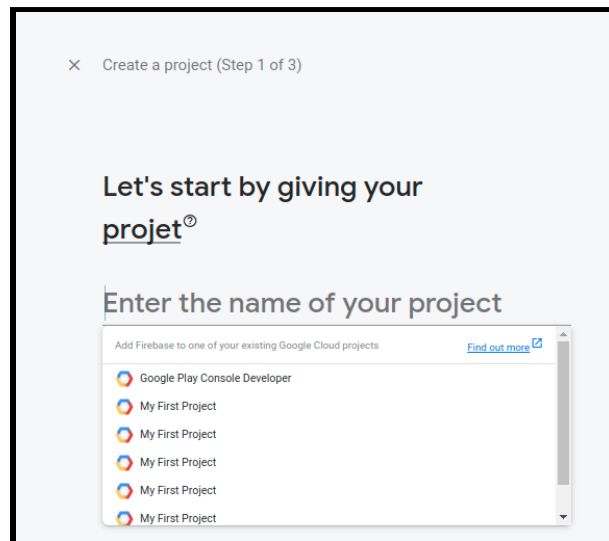 Create a project (Step 1 of 3)
Let's start by giving your
projet
Enter the name of your project
Add Firebase to one of your existing Google Cloud projects Find out more
Google Play Console Developer
My First Project
My First Project
My First Project
My First Project
My First Project